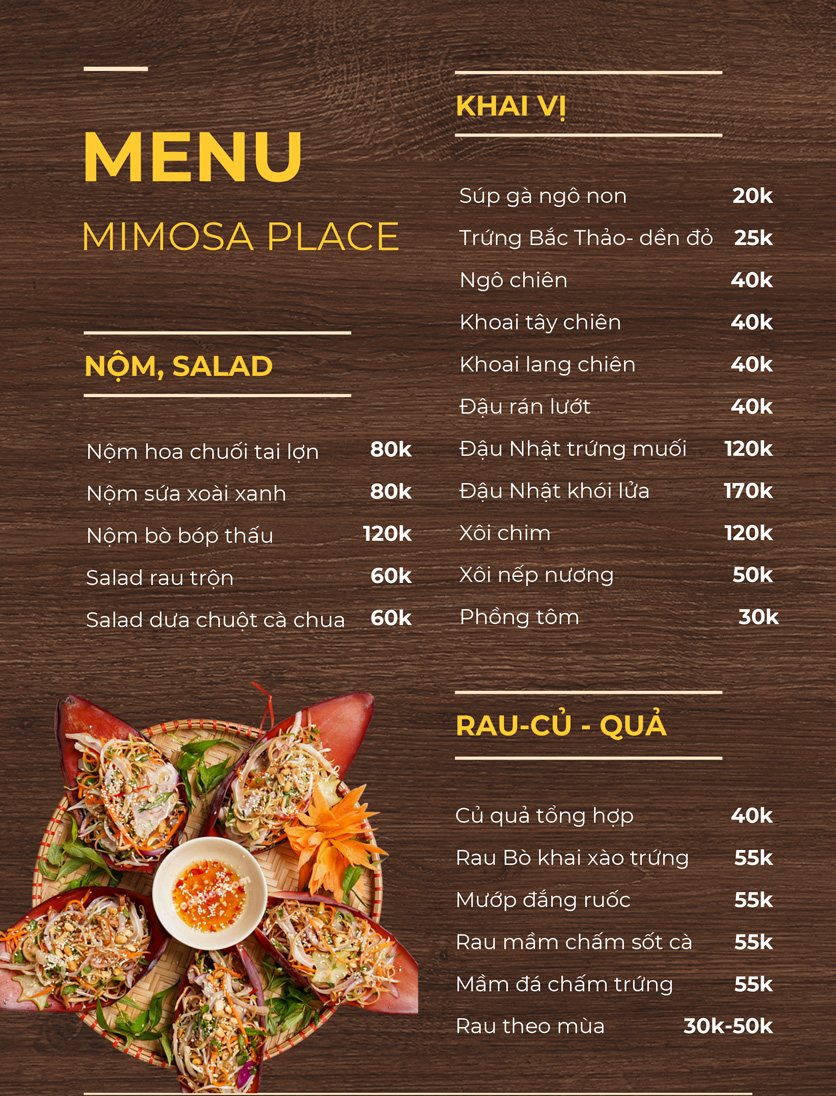 MENU
MIMOSA PLACE
NỘM, SALAD
Nộm hoa chuối tai lợn 80k
Nộm sứa xoài xanh 80k
Nộm bò bóp thấu 120k
Salad rau trộn 60k
Salad dưa chuột cà chua 60k
KHAI VỊ
Súp gà ngô non 20k
Trứng Bắc Thảo- dền đỏ 25k
Ngô chiên 40k
Khoai tây chiên 40k
Khoai lang chiên 40k
Đậu rán lướt 40k
Đậu Nhật trứng muối 120k
Đậu Nhật khói lửa 170k
Xôi chim 120k
Xôi nếp nương 50k
Phồng tôm 30k
RAU-CỦ - QUẢ
Củ quả tổng hợp 40k
Rau Bò khai xào trứng 55k
Mướp đắng ruốc 55k
Rau mầm chấm sốt cà 55k
Mầm đá chấm trứng 55k
Rau theo mùa 30k-50k